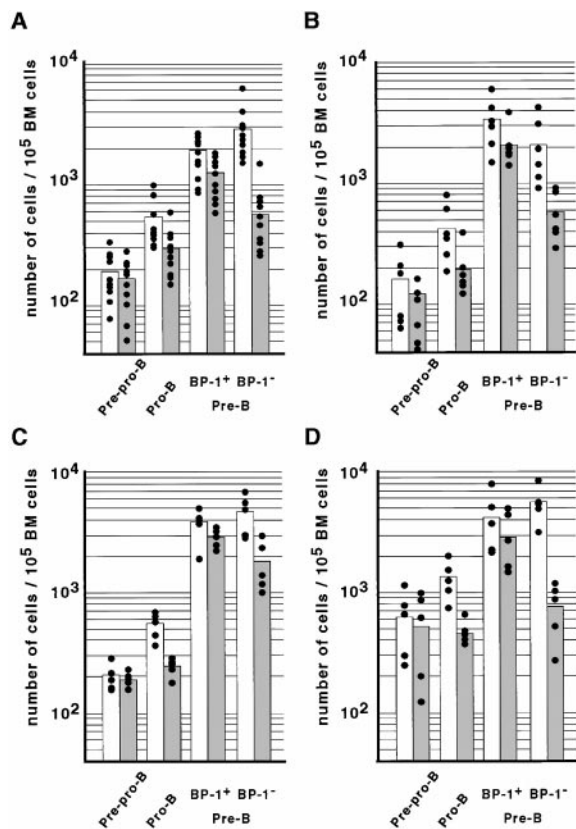 A
number of cells / 10⁵ BM cells
10⁴
10³
10²
Pre-pro-B
Pro-B
BP-1⁺ BP-1⁻
Pre-B
B
number of cells / 10⁵ BM cells
10⁴
10³
10²
Pre-pro-B
Pro-B
BP-1⁺ BP-1⁻
Pre-B
C
number of cells / 10⁵ BM cells
10⁴
10³
10²
Pre-pro-B
Pro-B
BP-1⁺ BP-1⁻
Pre-B
D
number of cells / 10⁵ BM cells
10⁴
10³
10²
Pre-pro-B
Pro-B
BP-1⁺ BP-1⁻
Pre-B